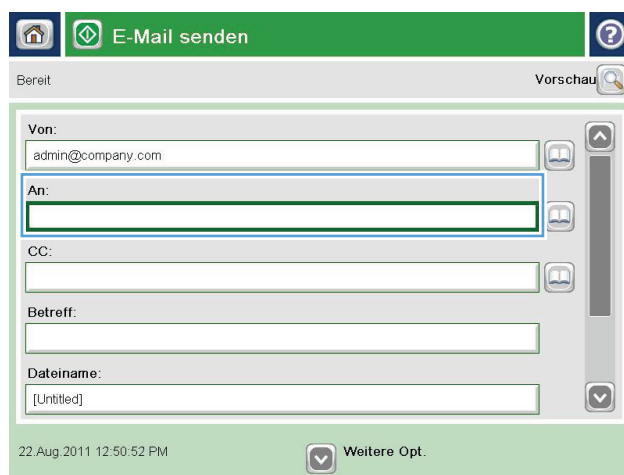 E-Mail senden
?
Bereit
Vorschau
Von:
admin@company.com
An:
CC:
Betreff:
Dateiname:
[Untitled]
22.Aug.2011 12:50:52 PM
Weitere Opt.